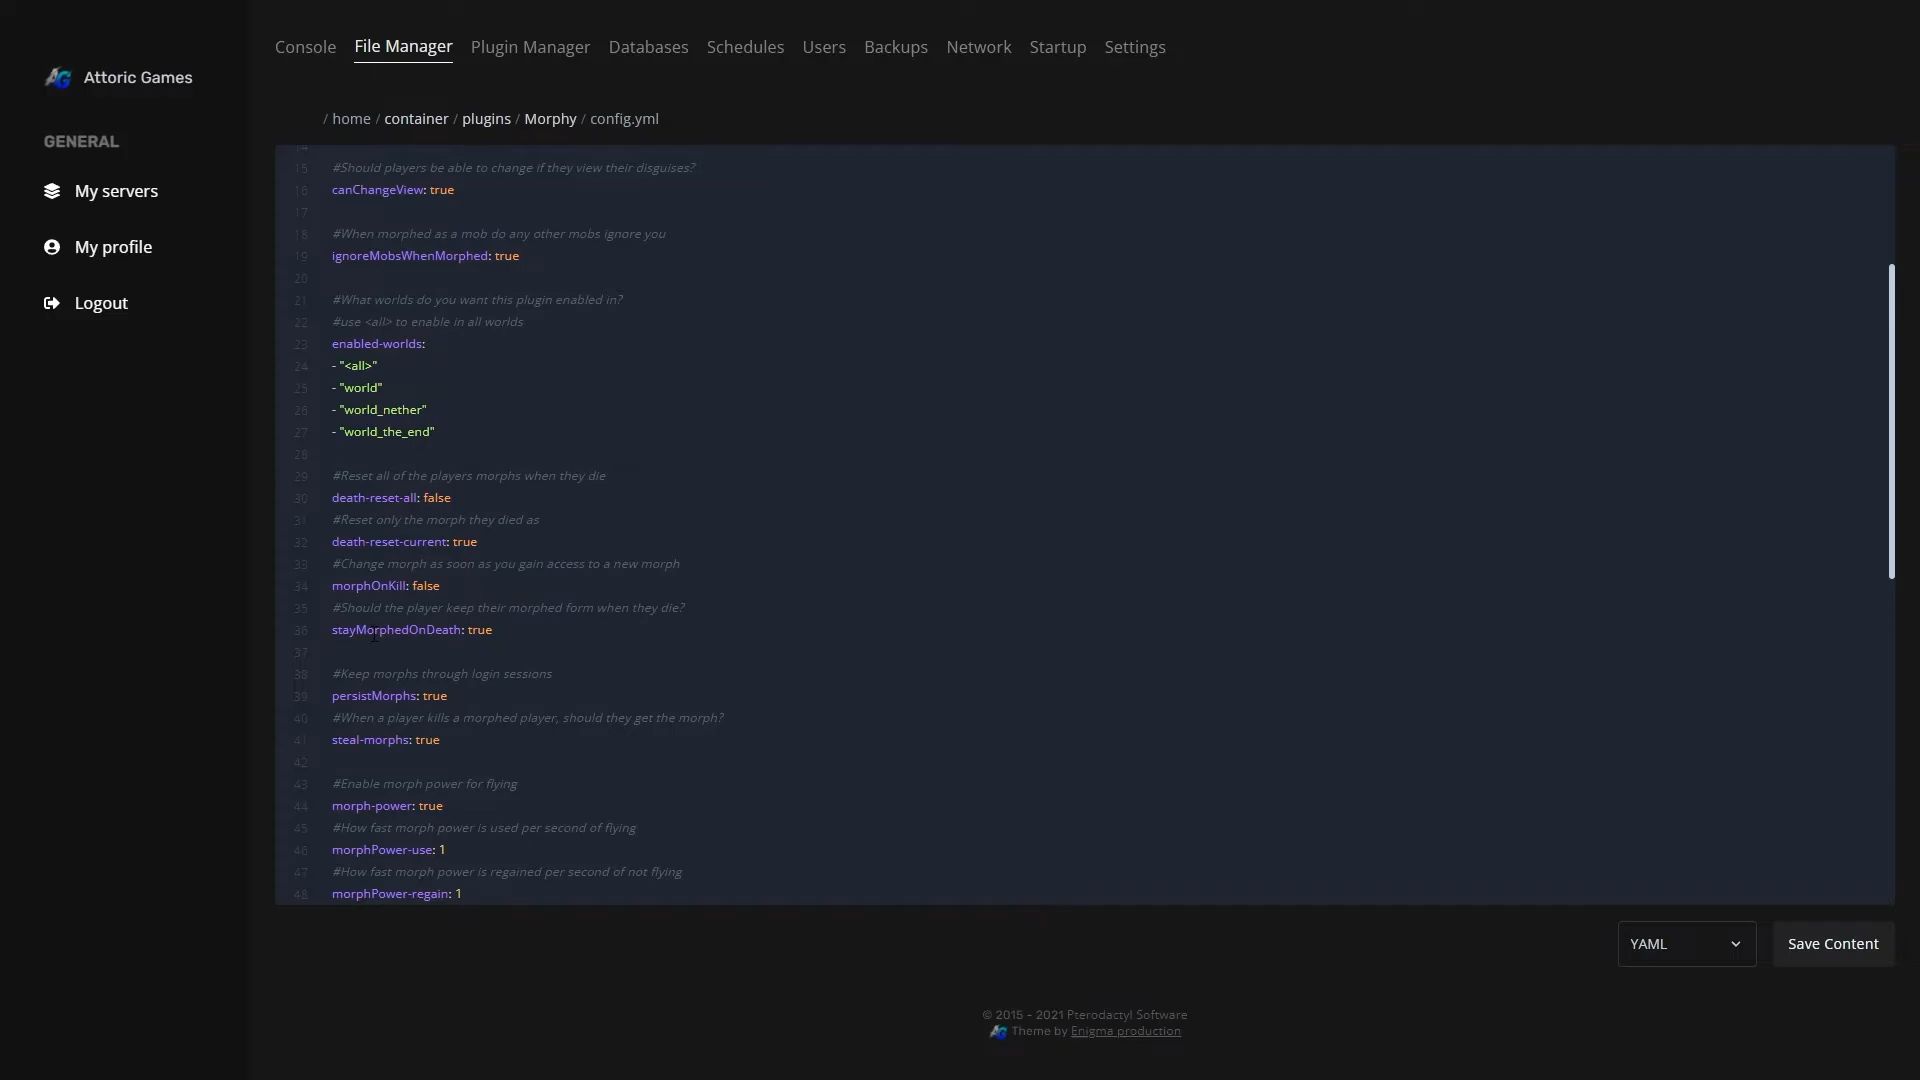 Attoric Games
GENERAL
My servers
My profile
Logout
Console File Manager Plugin Manager Databases Schedules Users Backups Network Startup Settings
/ home / container / plugins / Morphy / config.yml
14
15 #Should players be able to change if they view their disguises?
16 canChangeView: true
17
18 #When morphed as a mob do any other mobs ignore you
19 ignoreMobsWhenMorphed: true
20
21 #What worlds do you want this plugin enabled in?
22 #use <all> to enable in all worlds
23 enabled-worlds:
24 - "<all>"
25 - "world"
26 - "world_nether"
27 - "world_the_end"
28
29 #Reset all of the players morphs when they die
30 death-reset-all: false
31 #Reset only the morph they died as
32 death-reset-current: true
33 #Change morph as soon as you gain access to a new morph
34 morphOnKill: false
35 #Should the player keep their morphed form when they die?
36 stayMorphedOnDeath: true
37
38 #Keep morphs through login sessions
39 persistMorphs: true
40 #When a player kills a morphed player, should they get the morph?
41 steal-morphs: true
42
43 #Enable morph power for flying
44 morph-power: true
45 #How fast morph power is used per second of flying
46 morphPower-use: 1
47 #How fast morph power is regained per second of not flying
48 morphPower-regain: 1
YAML
Save Content
© 2015 - 2021 Pterodactyl Software
Theme by Enigma production